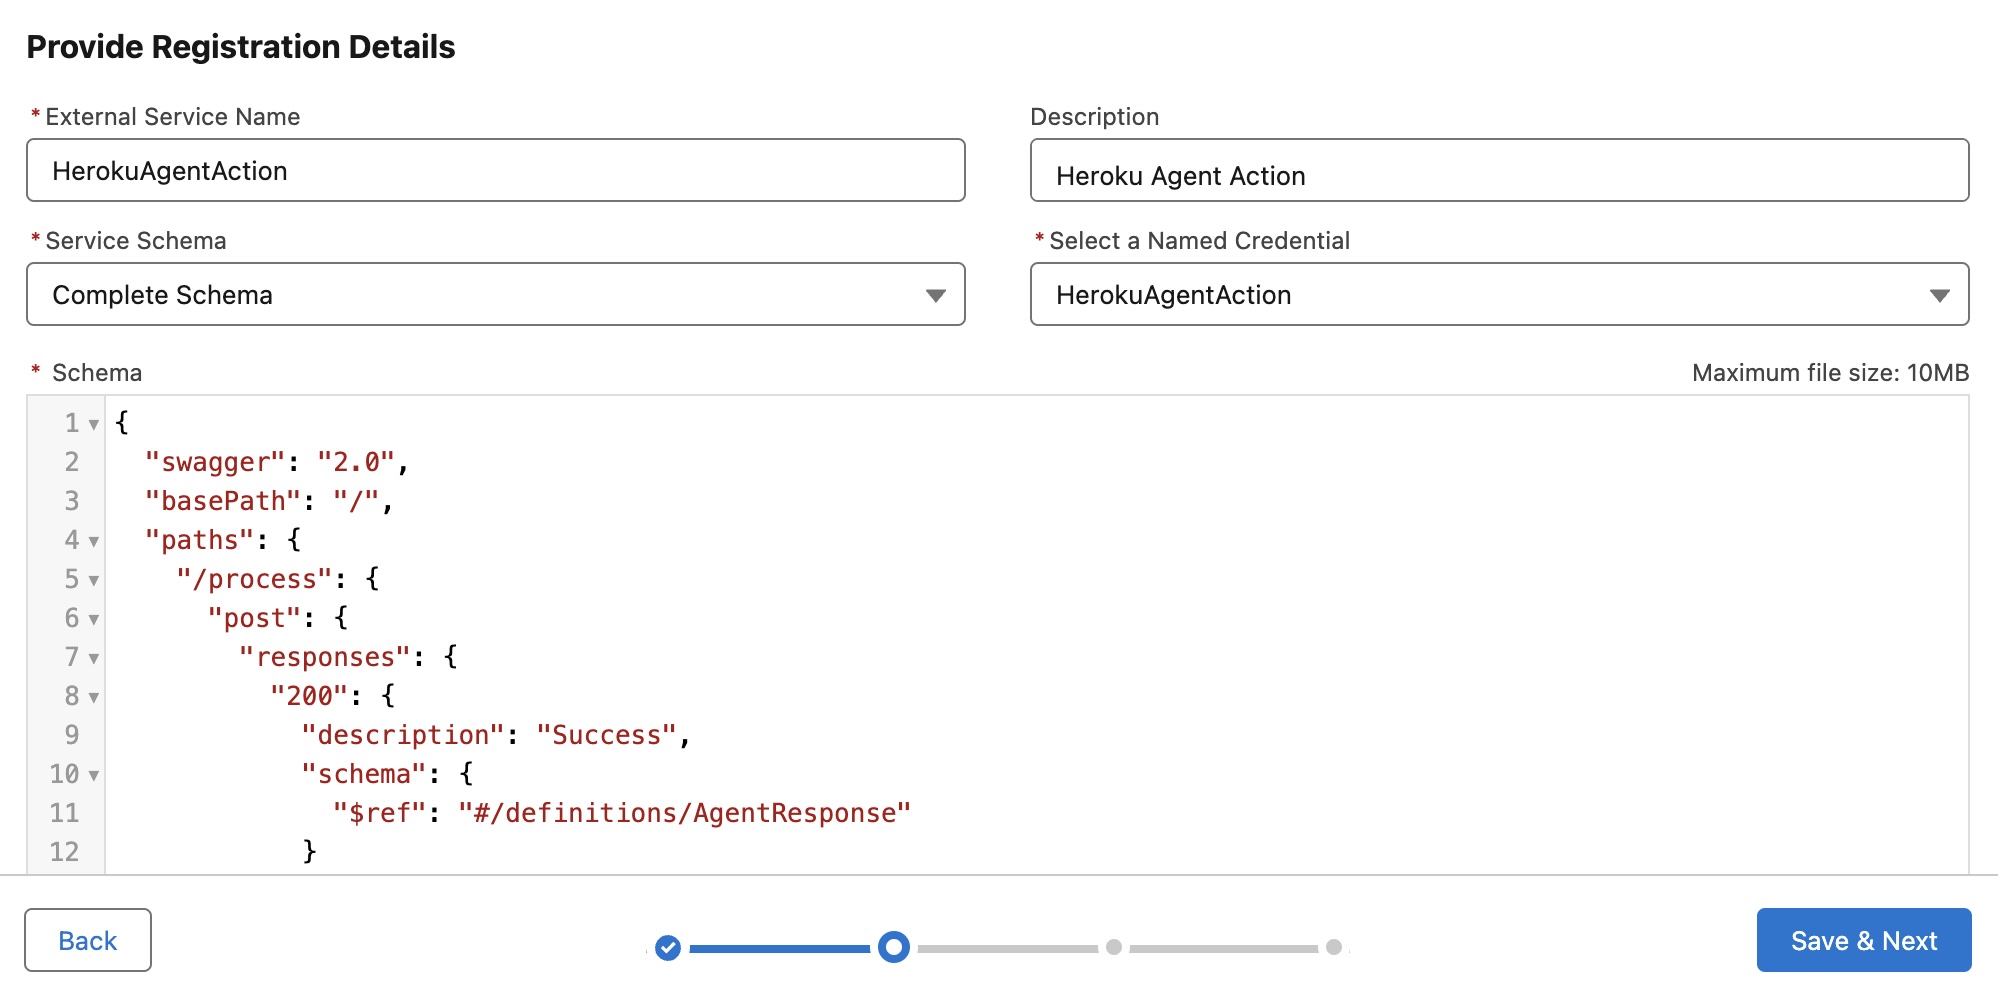 Provide Registration Details
* External Service Name
Description
HerokuAgentAction
Heroku Agent Action
* Service Schema
* Select a Named Credential
Complete Schema
HerokuAgentAction
* Schema
Maximum file size: 10MB
1 {
2 "swagger": "2.0",
3 "basePath": "/",
4 "paths": {
5 "/process": {
6 "post": {
7 "responses": {
8 "200": {
9 "description": "Success",
10 "schema": {
11 "$ref": "#/definitions/AgentResponse"
12 }
Back
Save & Next